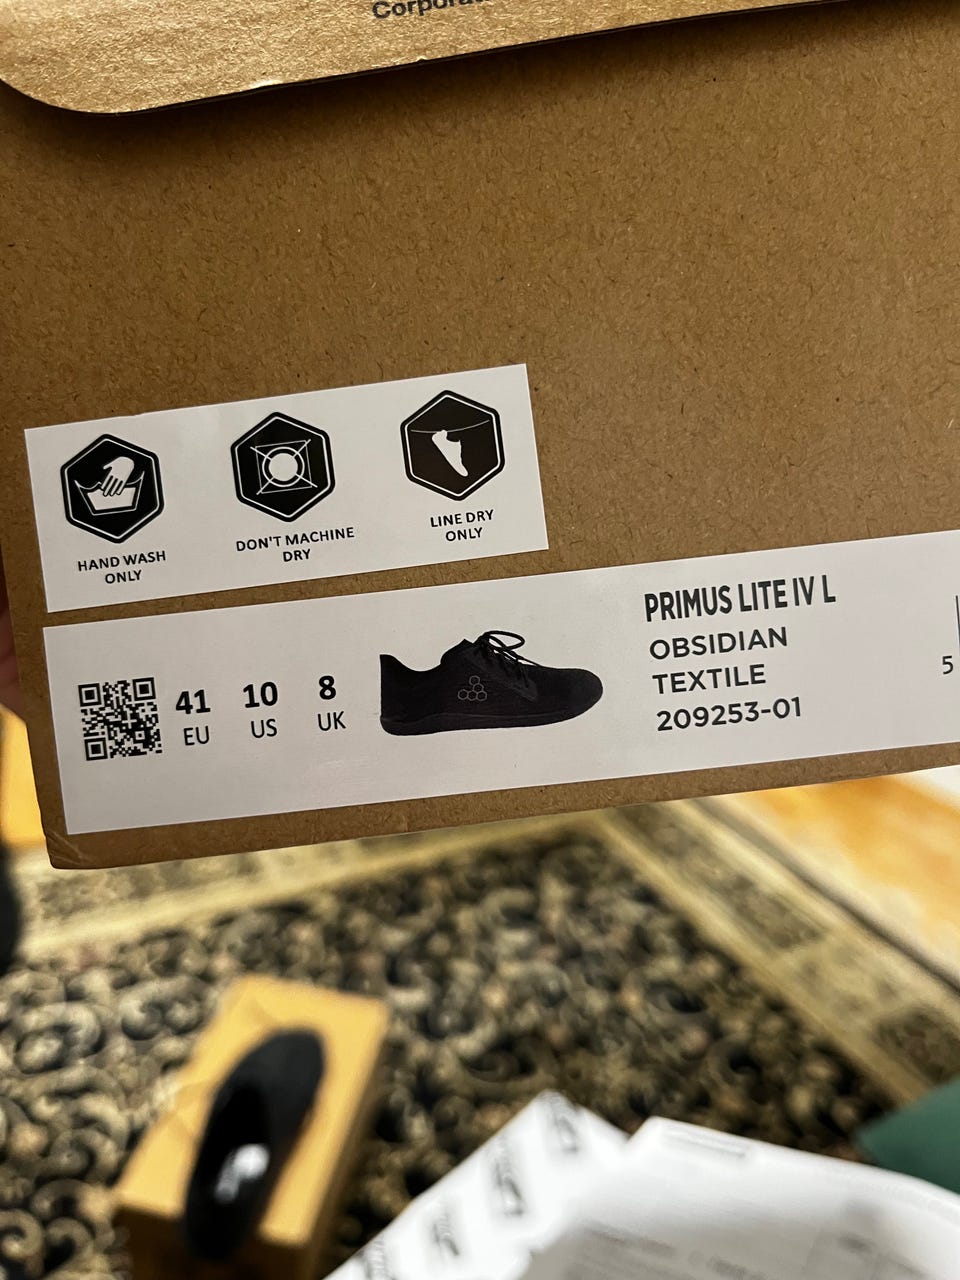 HAND WASH
ONLY
DON'T MACHINE
DRY
LINE DRY
ONLY
41
EU
10
US
8
UK
PRIMUS LITE IV L
OBSIDIAN
TEXTILE
209253-01
5